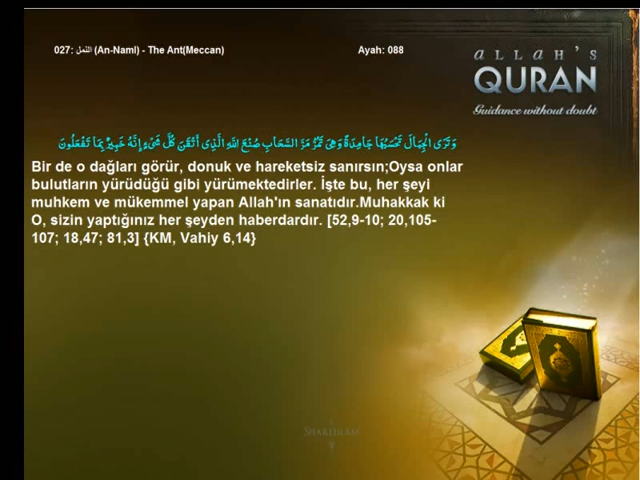 027: النمل (An-Naml) - The Ant(Meccan) Ayah: 088
ALLAH'S
QURAN
Guidance without doubt
وَتَرَى الْجِبَالَ تَحْسَبُهَا جَامِدَةً وَهِيَ تَمُرُّ مَرَّ السَّحَابِ صُنْعَ اللَّهِ الَّذِي أَتْقَنَ كُلَّ شَيْءٍ إِنَّهُ خَبِيرٌ بِمَا تَفْعَلُونَ
Bir de o dağları görür, donuk ve hareketsiz sanırsın;Oysa onlar
bulutların yürüdüğü gibi yürümektedirler. İşte bu, her şeyi
muhkem ve mükemmel yapan Allah'ın sanatıdır.Muhakkak ki
O, sizin yaptığınız her şeyden haberdardır. [52,9-10; 20,105-
107; 18,47; 81,3] {KM, Vahiy 6,14}